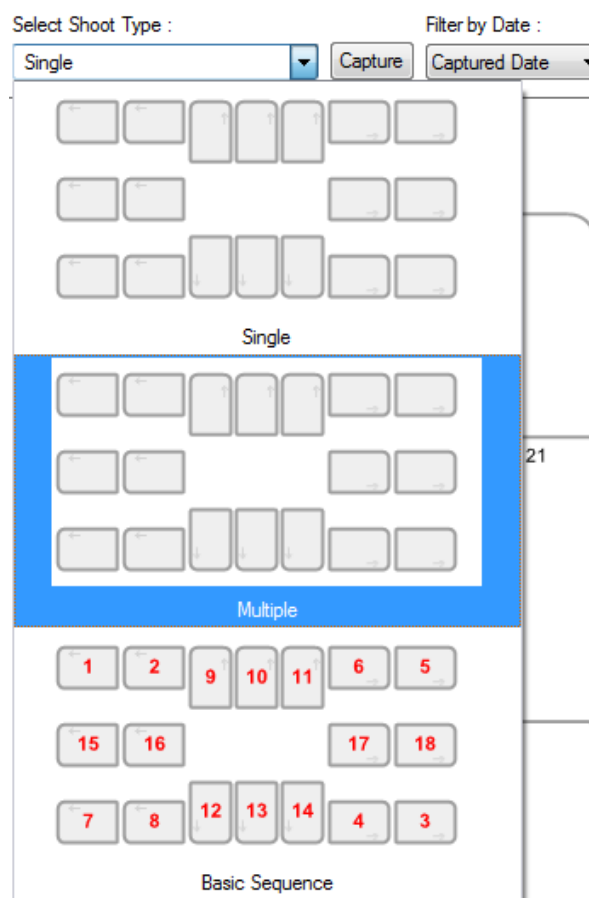 Select Shoot Type : Filter by Date :
Single Capture Captured Date
Single
21
Multiple
1 2 9 10 11 6 5
15 16 17 18
7 8 12 13 14 4 3
Basic Sequence